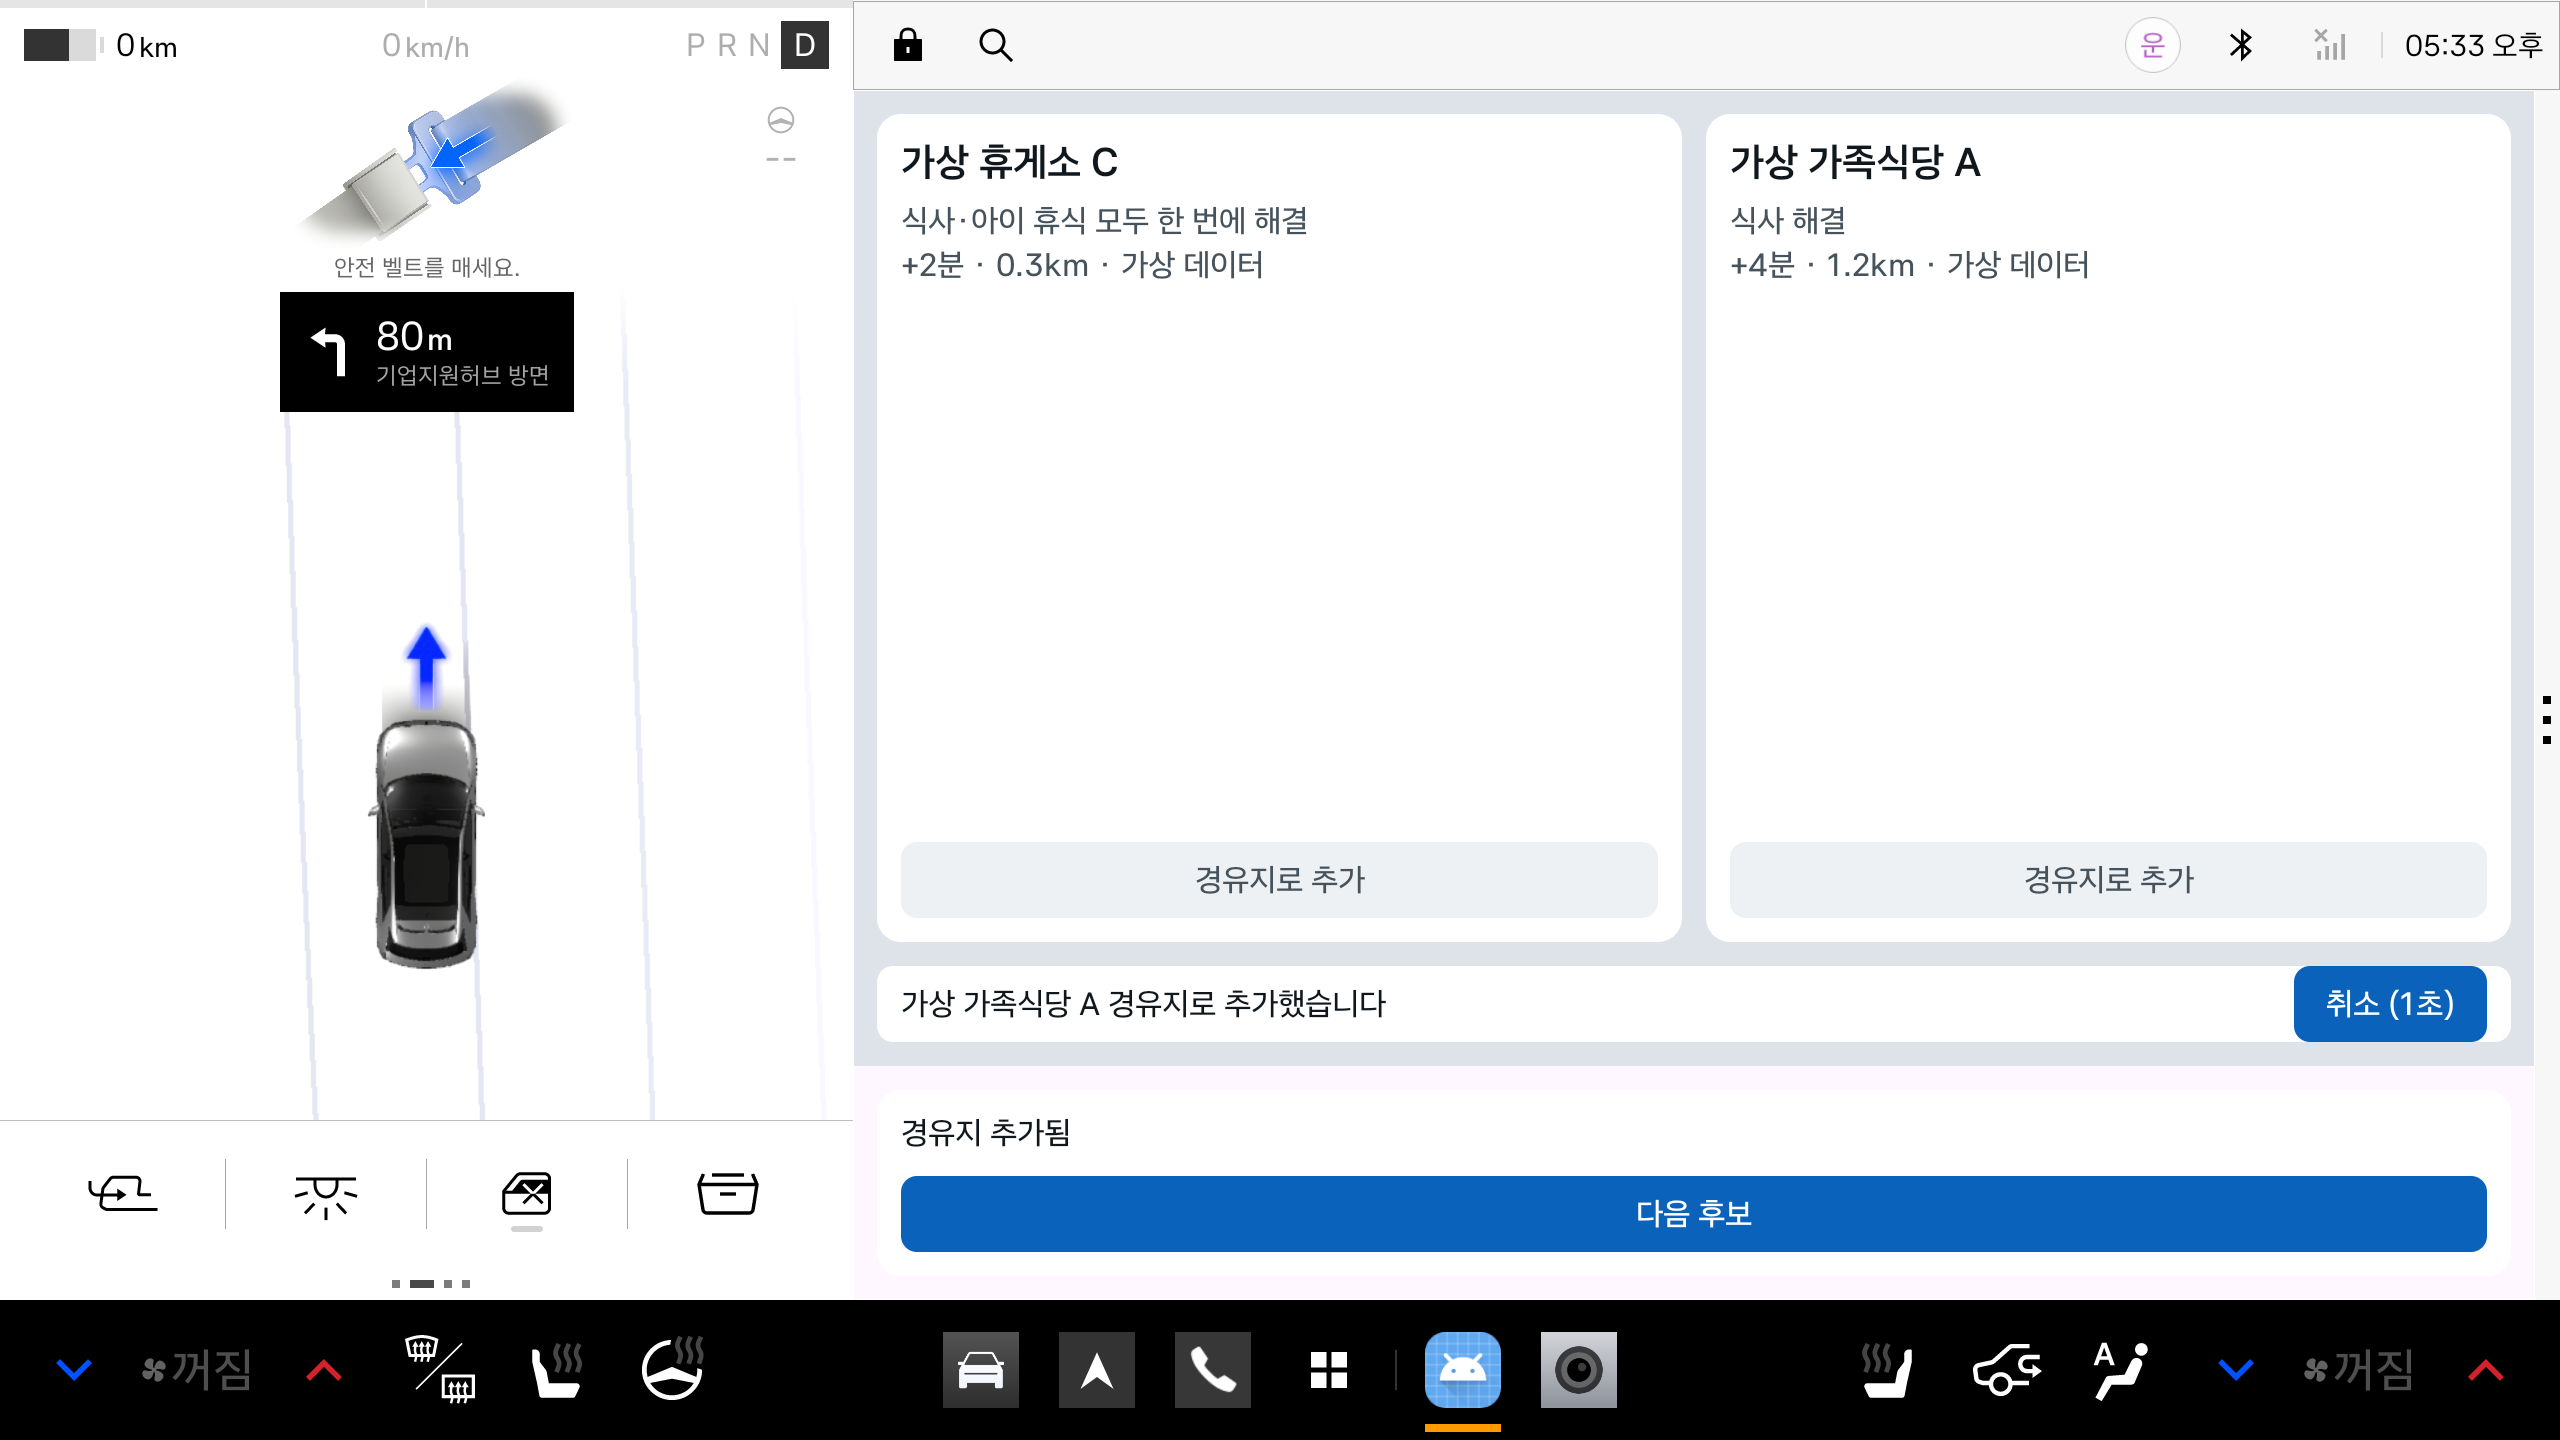 0 km
0 km/h
P R N D
05:33 오후
운
--
안전 벨트를 매세요.
80 m
기업지원허브 방면
가상 휴게소 C
식사·아이 휴식 모두 한 번에 해결
+2분 · 0.3km · 가상 데이터
경유지로 추가
가상 가족식당 A
식사 해결
+4분 · 1.2km · 가상 데이터
경유지로 추가
가상 가족식당 A 경유지로 추가했습니다
취소 (1초)
경유지 추가됨
다음 후보
꺼짐
A
꺼짐